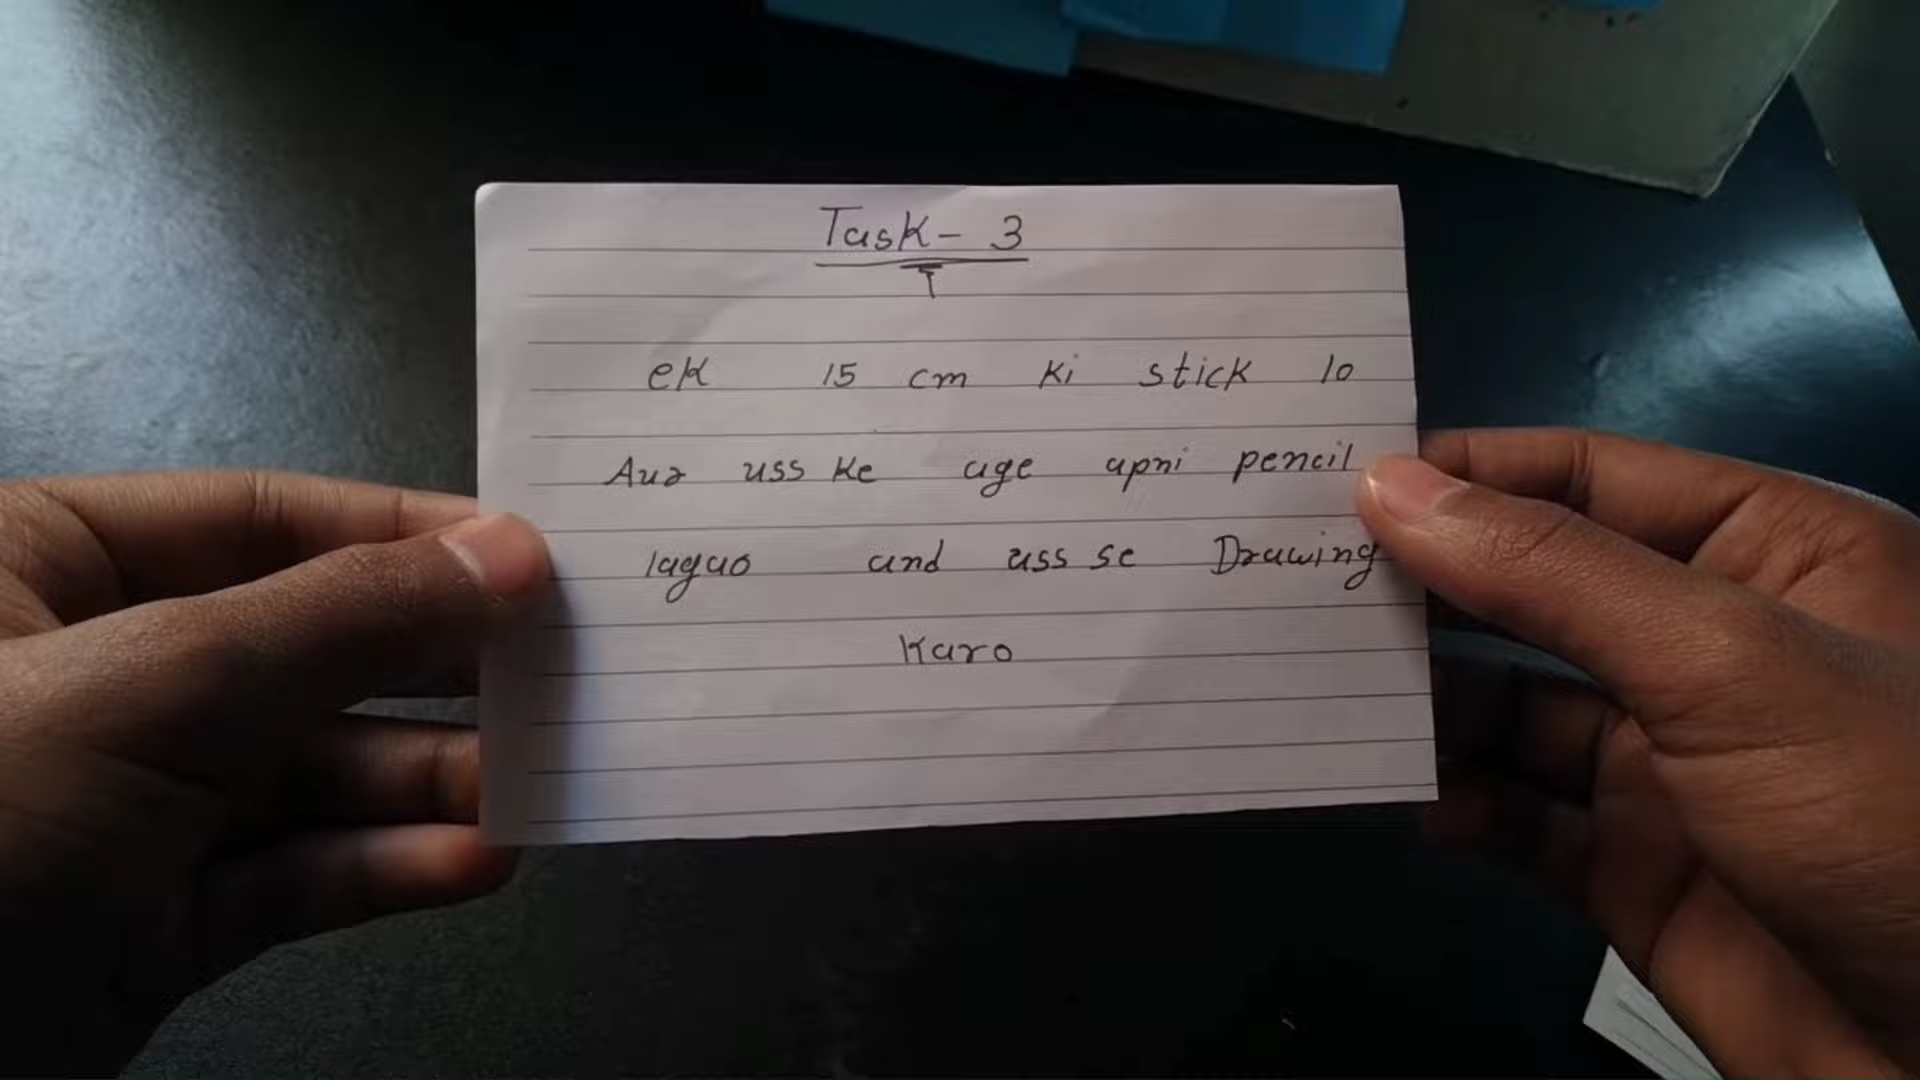 Task- 3
ek 15 cm ki stick lo
Aur uss ke age apni pencil
lagao and uss se Drawing
Karo